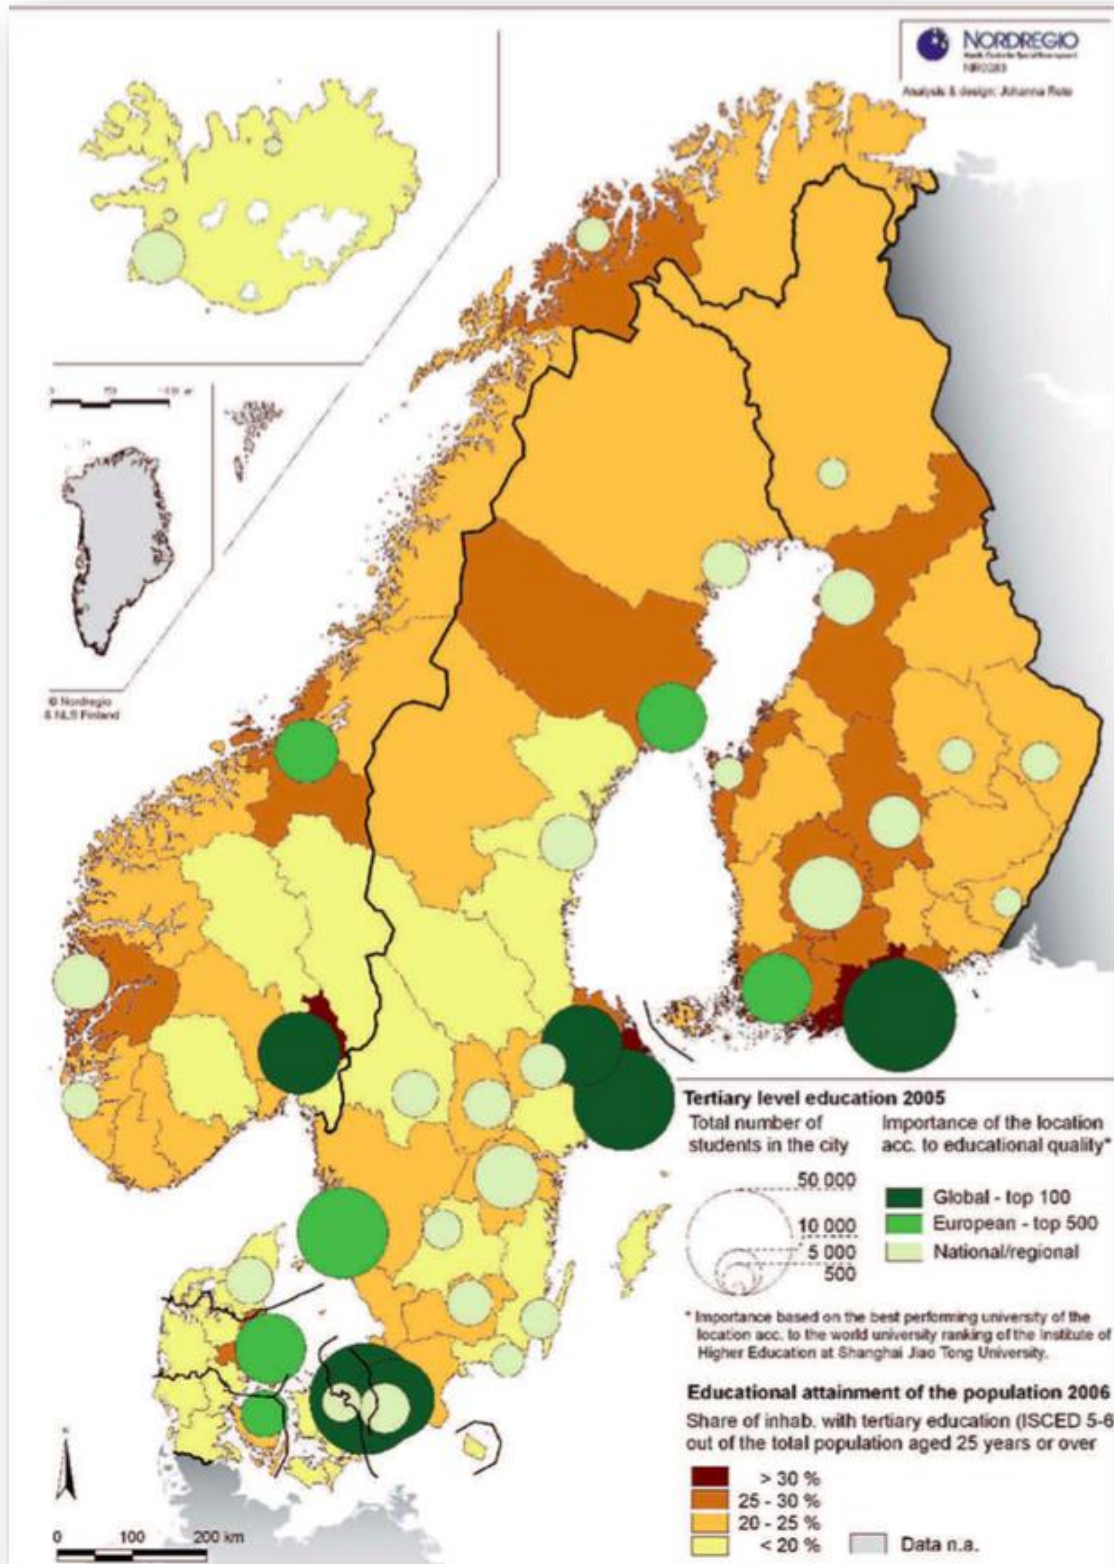 NORDREGIO
Analysis & design: Johanna Roto
© Nordregio
& NLS Finland
Tertiary level education 2005
Total number of
students in the city
50 000
10 000
5 000
500
Importance of the location
acc. to educational quality*
Global - top 100
European - top 500
National/regional
* Importance based on the best performing university of the
location acc. to the world university ranking of the Institute of
Higher Education at Shanghai Jiao Tong University.
Educational attainment of the population 2006
Share of inhab. with tertiary education (ISCED 5-6
out of the total population aged 25 years or over
> 30 %
25 - 30 %
20 - 25 %
< 20 %
Data n.a.
0 100 200 km